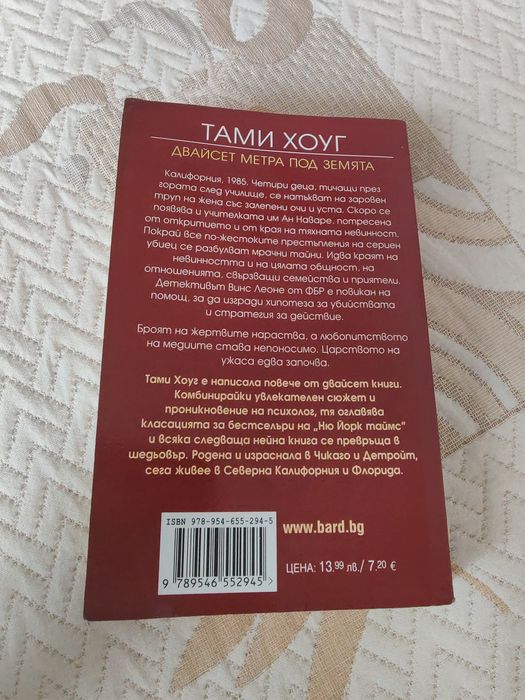 ТАМИ ХОУГ
ДВАЙСЕТ МЕТРА ПОД ЗЕМЯТА
Калифорния, 1985. Четири деца, тичащи през
гората след училище, се натъкват на заровен
труп на жена със залепени очи и уста. Скоро се
появява и учителката им Ан Наваре, потресена
от откритието и от края на тяхната невинност.
Покрай все по-жестоките престъпления на сериен
убиец се разбулват мрачни тайни. Идва краят на
невинността и на цялата общност, на
отношенията, свързващи семейства и приятели.
Детективът Винс Леоне от ФБР е повикан на
помощ, за да изгради хипотеза за убийствата
и стратегия за действие.
Броят на жертвите нараства, а любопитството
на медиите става непоносимо. Царството на
ужаса едва започва.
Тами Хоуг е написала повече от двайсет книги.
Комбинирайки увлекателен сюжет и
проникновение на психолог, тя оглавява
класацията за бестселъри на „Ню Йорк таймс"
и всяка следваща нейна книга се превръща в
шедьовър. Родена и израснала в Чикаго и Детройт,
сега живее в Северна Калифорния и Флорида.
ISBN 978-954-655-294-5
9 789546 552945 >
www.bard.bg
ЦЕНА: 13.99 лв./ 7.20 €